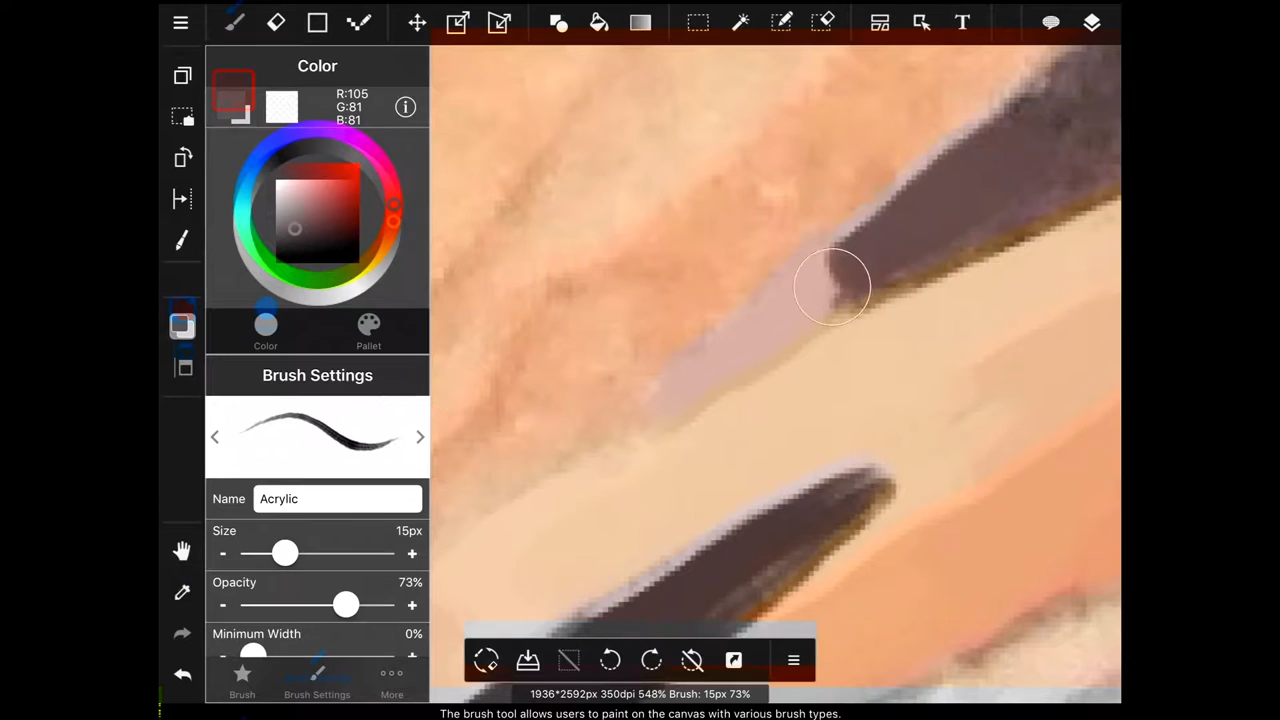 T
Color
R:105
G:81
B:81
Color
Pallet
Brush Settings
Name Acrylic
Size 15px
- +
Opacity 73%
- +
Minimum Width 0%
- +
Brush
Brush Settings
More
1936*2592px 350dpi 548% Brush: 15px 73%
The brush tool allows users to paint on the canvas with various brush types.